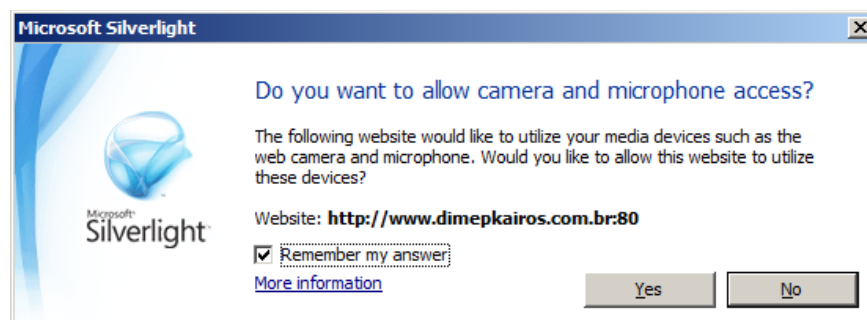 Microsoft Silverlight
Do you want to allow camera and microphone access?
The following website would like to utilize your media devices such as the
web camera and microphone. Would you like to allow this website to utilize
these devices?
Website: http://www.dimepkairos.com.br:80
Microsoft®
Silverlight
Remember my answer
More information
Yes
No